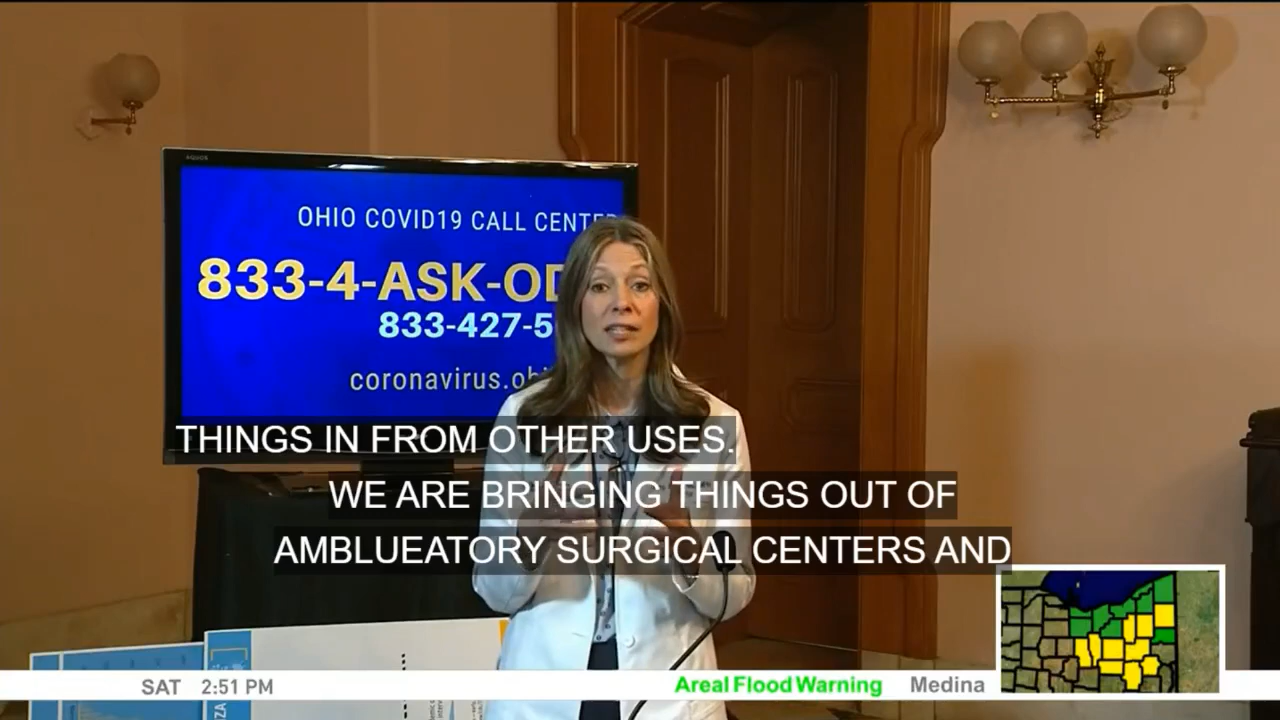 AQUOS
OHIO COVID19 CALL CENTER
833-4-ASK-OD
833-427-5
coronavirus.ohi
THINGS IN FROM OTHER USES.
WE ARE BRINGING THINGS OUT OF
AMBLUEATORY SURGICAL CENTERS AND
SAT 2:51 PM
Areal Flood Warning Medina